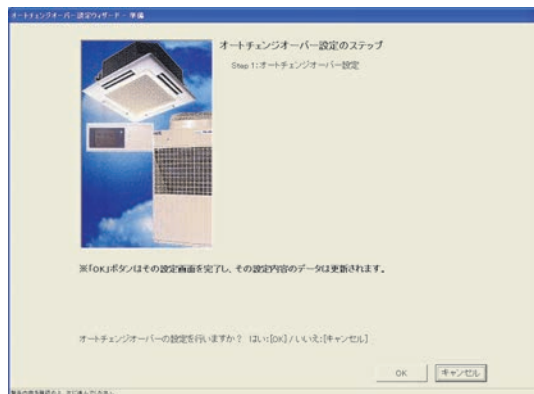 オートチェンジオーバー設定ウィザード - 準備
オートチェンジオーバー設定のステップ
Step 1:オートチェンジオーバー設定
※「OK」ボタンはその設定画面を完了し、その設定内容のデータは更新されます。
オートチェンジオーバーの設定を行いますか? はい:[OK] / いいえ:[キャンセル]
OK キャンセル